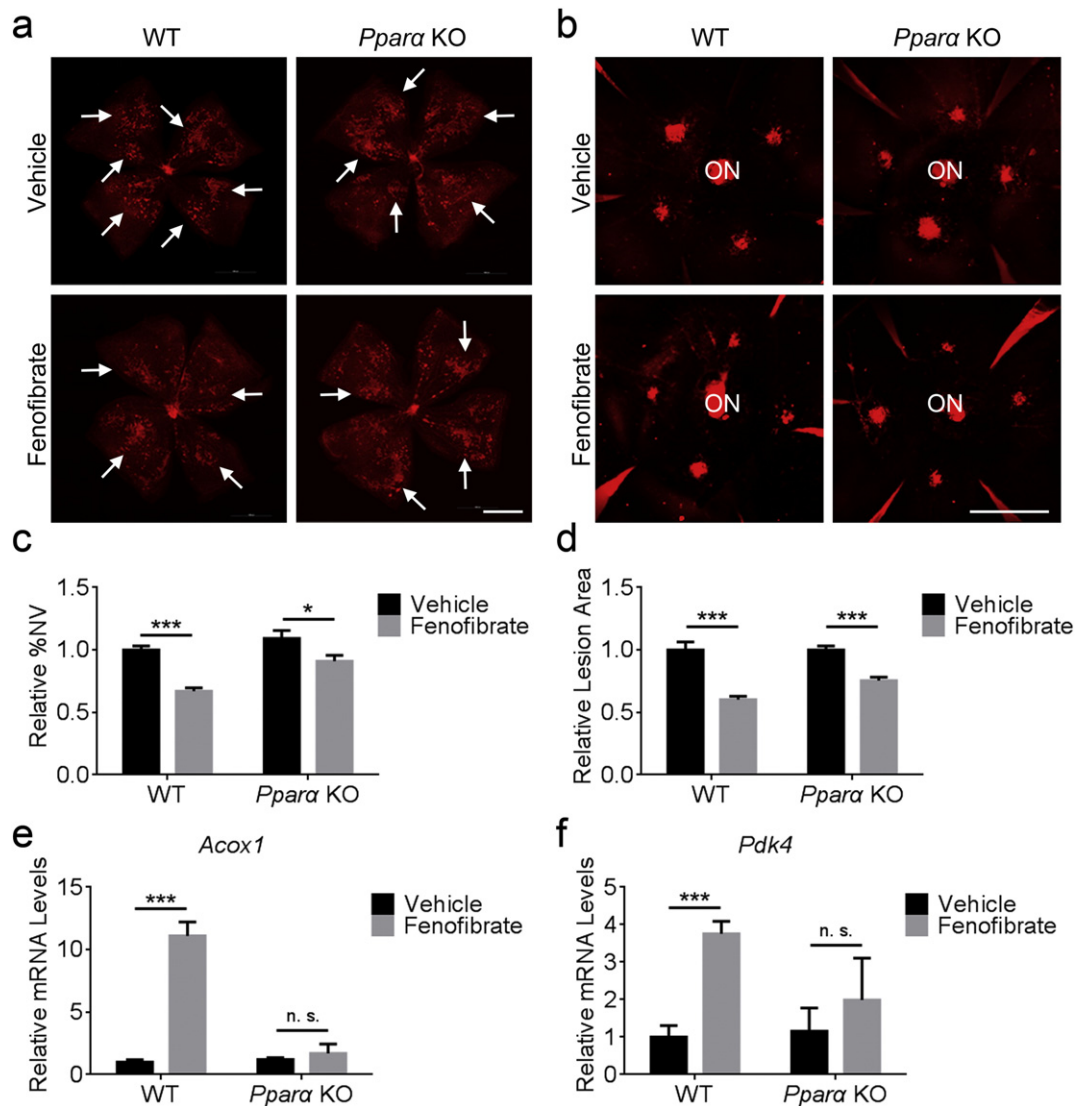 a
WT
Pparα KO
Vehicle
Fenofibrate
b
WT
Pparα KO
Vehicle
ON
ON
Fenofibrate
ON
ON
c
Relative %NV
1.5
1.0
0.5
0.0
***
*
WT
Pparα KO
Vehicle
Fenofibrate
d
Relative Lesion Area
1.5
1.0
0.5
0.0
***
***
WT
Pparα KO
Vehicle
Fenofibrate
e
Acox1
Relative mRNA Levels
15
10
5
0
***
n. s.
WT
Pparα KO
Vehicle
Fenofibrate
f
Pdk4
Relative mRNA Levels
5
4
3
2
1
0
***
n. s.
WT
Pparα KO
Vehicle
Fenofibrate